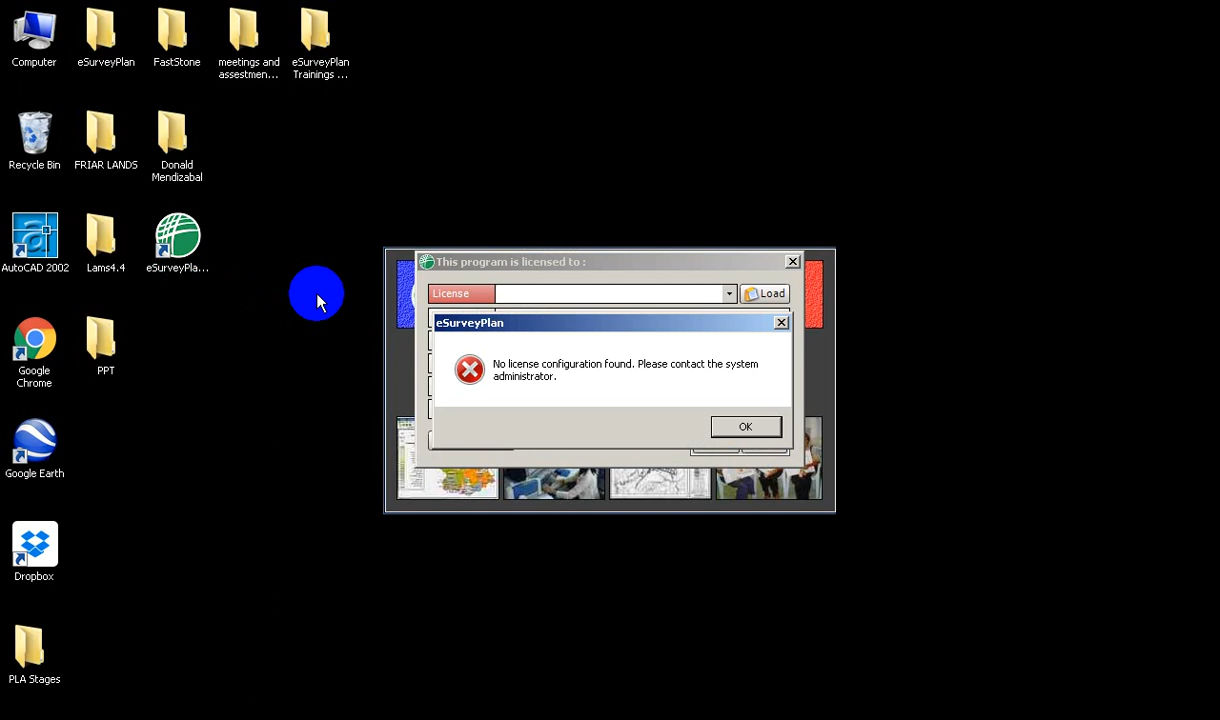 Computer
eSurveyPlan
FastStone
meetings and
assestmen...
eSurveyPlan
Trainings ...
Recycle Bin
FRIAR LANDS
Donald
Mendizabal
AutoCAD 2002
Lams4.4
eSurveyPla...
Google
Chrome
PPT
Google Earth
Dropbox
PLA Stages
This program is licensed to :
License
Load
eSurveyPlan
No license configuration found. Please contact the system
administrator.
OK